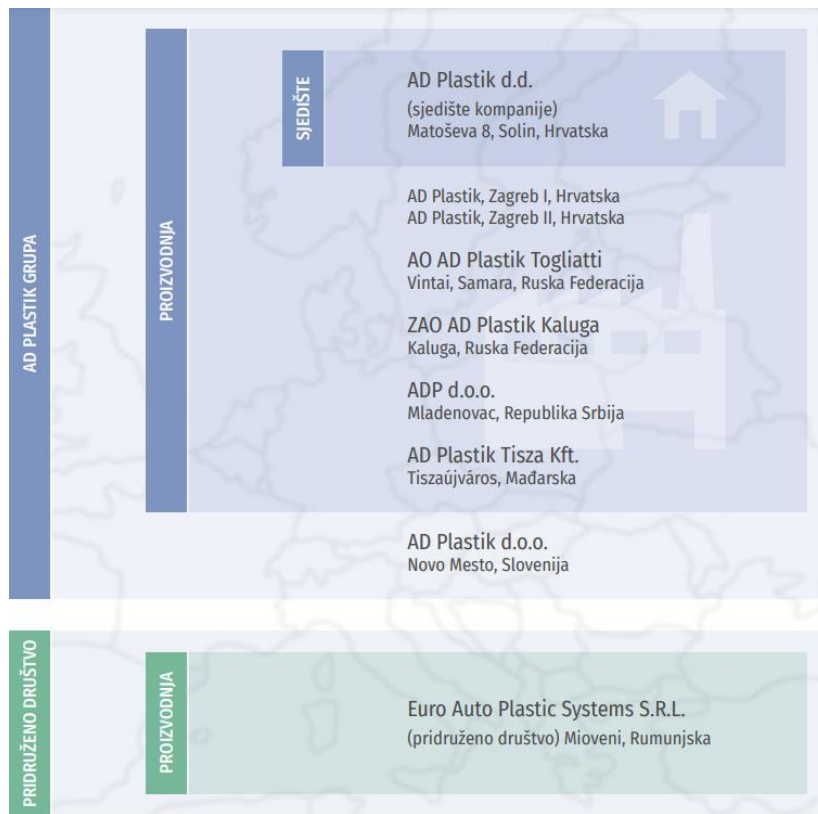 AD PLASTIK GRUPA
PROIZVODNJA
SJEDIŠTE
AD Plastik d.d.
(sjedište kompanije)
Matoševa 8, Solin, Hrvatska
AD Plastik, Zagreb I, Hrvatska
AD Plastik, Zagreb II, Hrvatska
AO AD Plastik Togliatti
Vintai, Samara, Ruska Federacija
ZAO AD Plastik Kaluga
Kaluga, Ruska Federacija
ADP d.o.o.
Mladenovac, Republika Srbija
AD Plastik Tisza Kft.
Tiszaújváros, Mađarska
AD Plastik d.o.o.
Novo Mesto, Slovenija
PRIDRUŽENO DRUŠTVO
PROIZVODNJA
Euro Auto Plastic Systems S.R.L.
(pridruženo društvo) Mioveni, Rumunjska